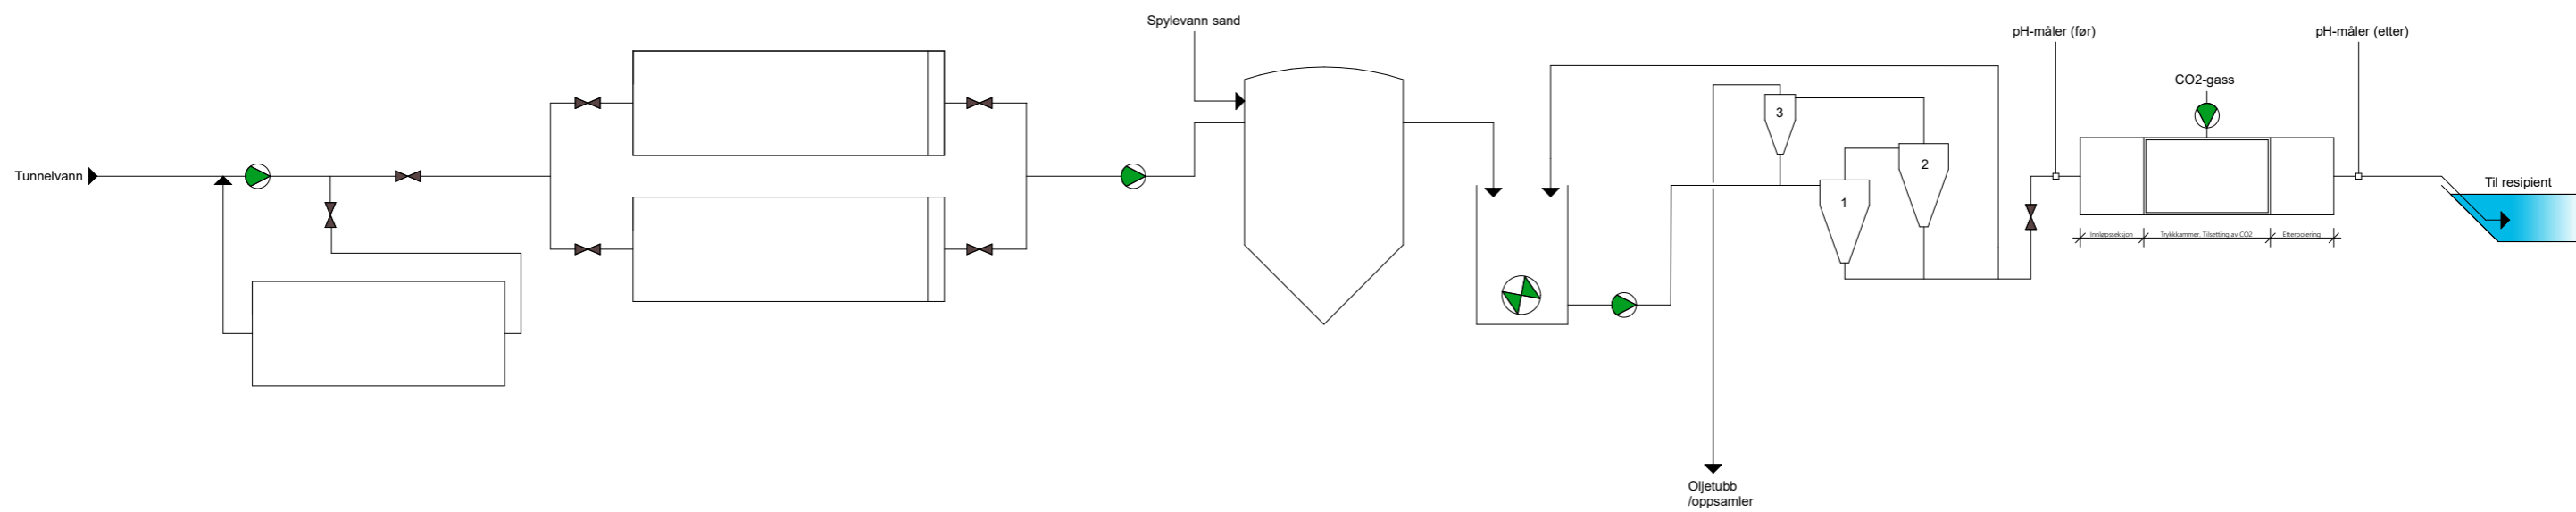 Spylevann sand
pH-måler (før)
pH-måler (etter)
CO2-gass
3
2
1
Tunnelvann
Til resipient
Innløpsseksjon
Trykkkammer. Tilsetting av CO2
Etterpolering
Oljetubb
/oppsamler